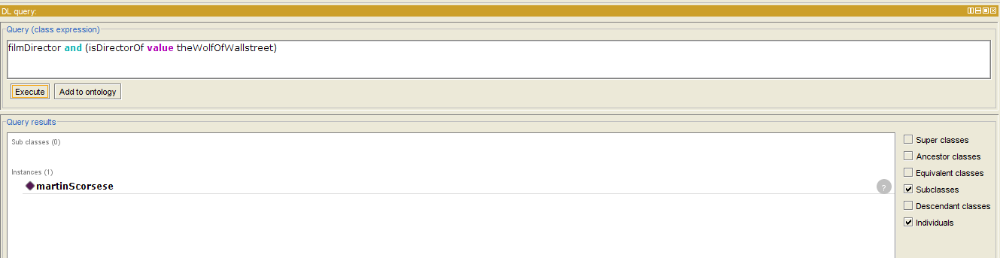 DL query:
Query (class expression)
filmDirector and (isDirectorOf value theWolfOfWallstreet)
Execute Add to ontology
Query results
Sub classes (0)
Instances (1)
martinScorsese
?
Super classes
Ancestor classes
Equivalent classes
Subclasses
Descendant classes
Individuals